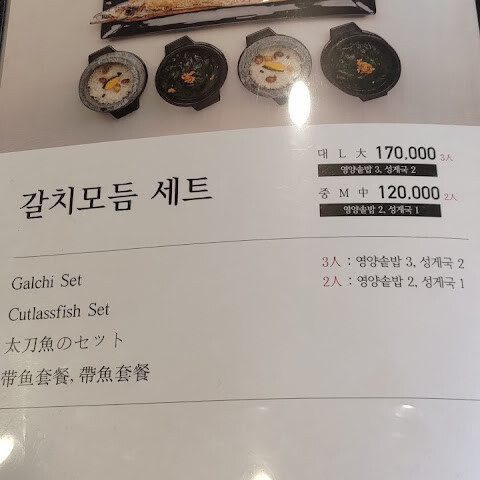 대 L 大 170,000 3人
영양솥밥 3, 성게국 2
갈치모듬 세트
중 M 中 120,000 2人
영양솥밥 2, 성게국 1
3人 : 영양솥밥 3, 성게국 2
Galchi Set
2人 : 영양솥밥 2, 성게국 1
Cutlassfish Set
太刀魚のセット
带鱼套餐, 帶魚套餐